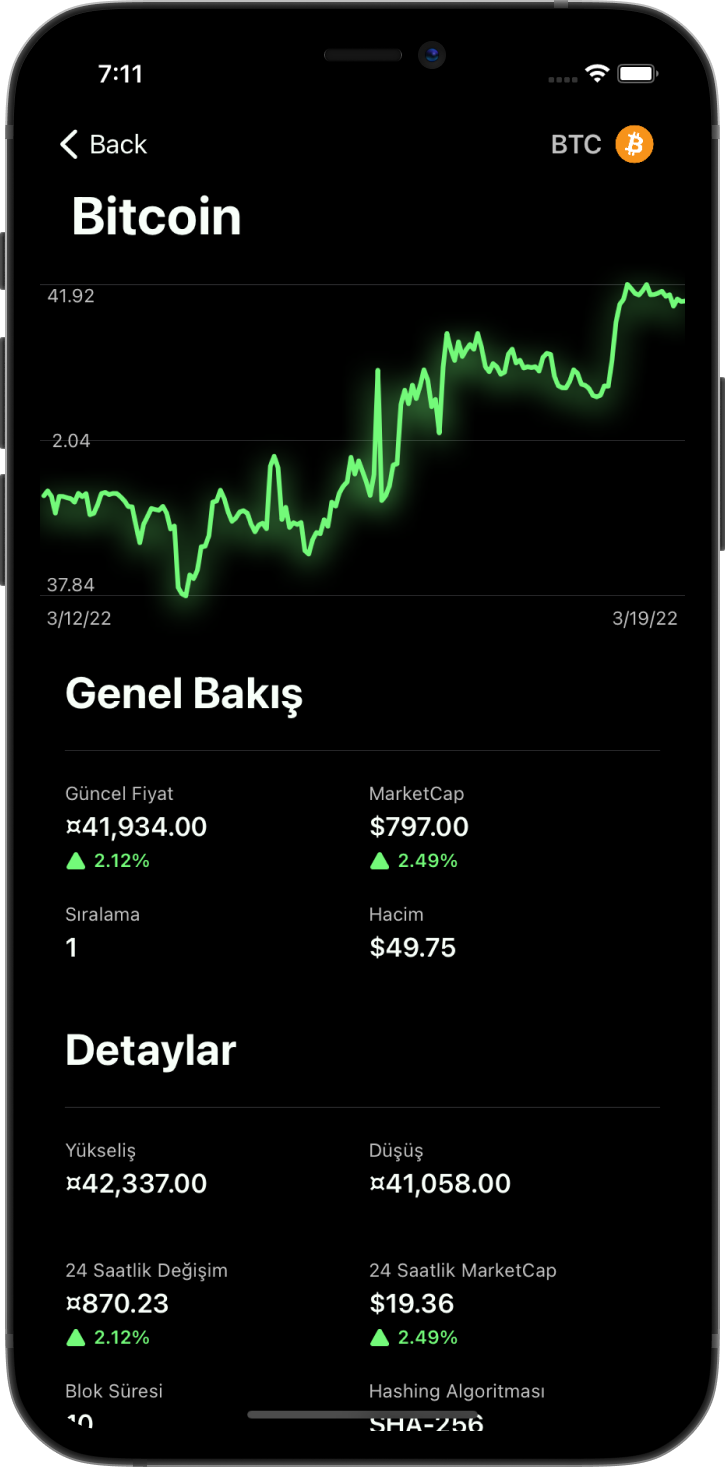 7:11
Back
BTC
Bitcoin
41.92
2.04
37.84
3/12/22
3/19/22
Genel Bakış
Güncel Fiyat
MarketCap
¤41,934.00
$797.00
2.12%
2.49%
Sıralama
Hacim
1
$49.75
Detaylar
Yükseliş
Düşüş
¤42,337.00
¤41,058.00
24 Saatlik Değişim
24 Saatlik MarketCap
¤870.23
$19.36
2.12%
2.49%
Blok Süresi
Hashing Algoritması
10
SHA-256